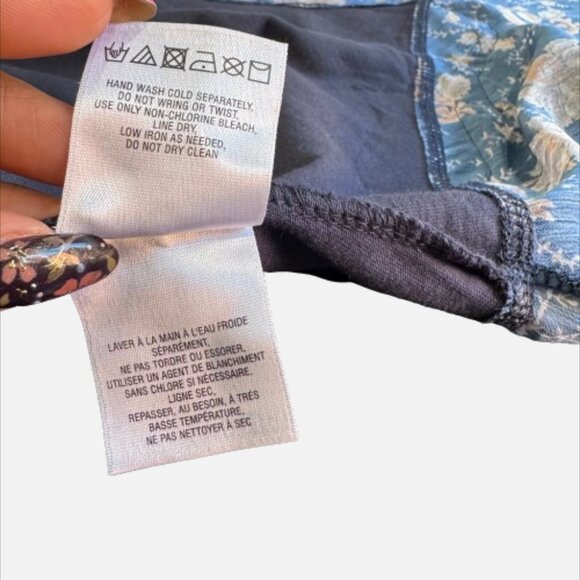 HAND WASH COLD SEPARATELY.
DO NOT WRING OR TWIST.
USE ONLY NON-CHLORINE BLEACH,
LINE DRY.
LOW IRON AS NEEDED,
DO NOT DRY CLEAN
LAVER À LA MAIN À L'EAU FROIDE
SÉPARÉMENT.
NE PAS TORDRE OU ESSORER,
UTILISER UN AGENT DE BLANCHIMENT
SANS CHLORE SI NÉCESSAIRE.
LIGNE SEC,
REPASSER, AU BESOIN, À TRÈS
BASSE TEMPÉRATURE,
NE PAS NETTOYER À SEC